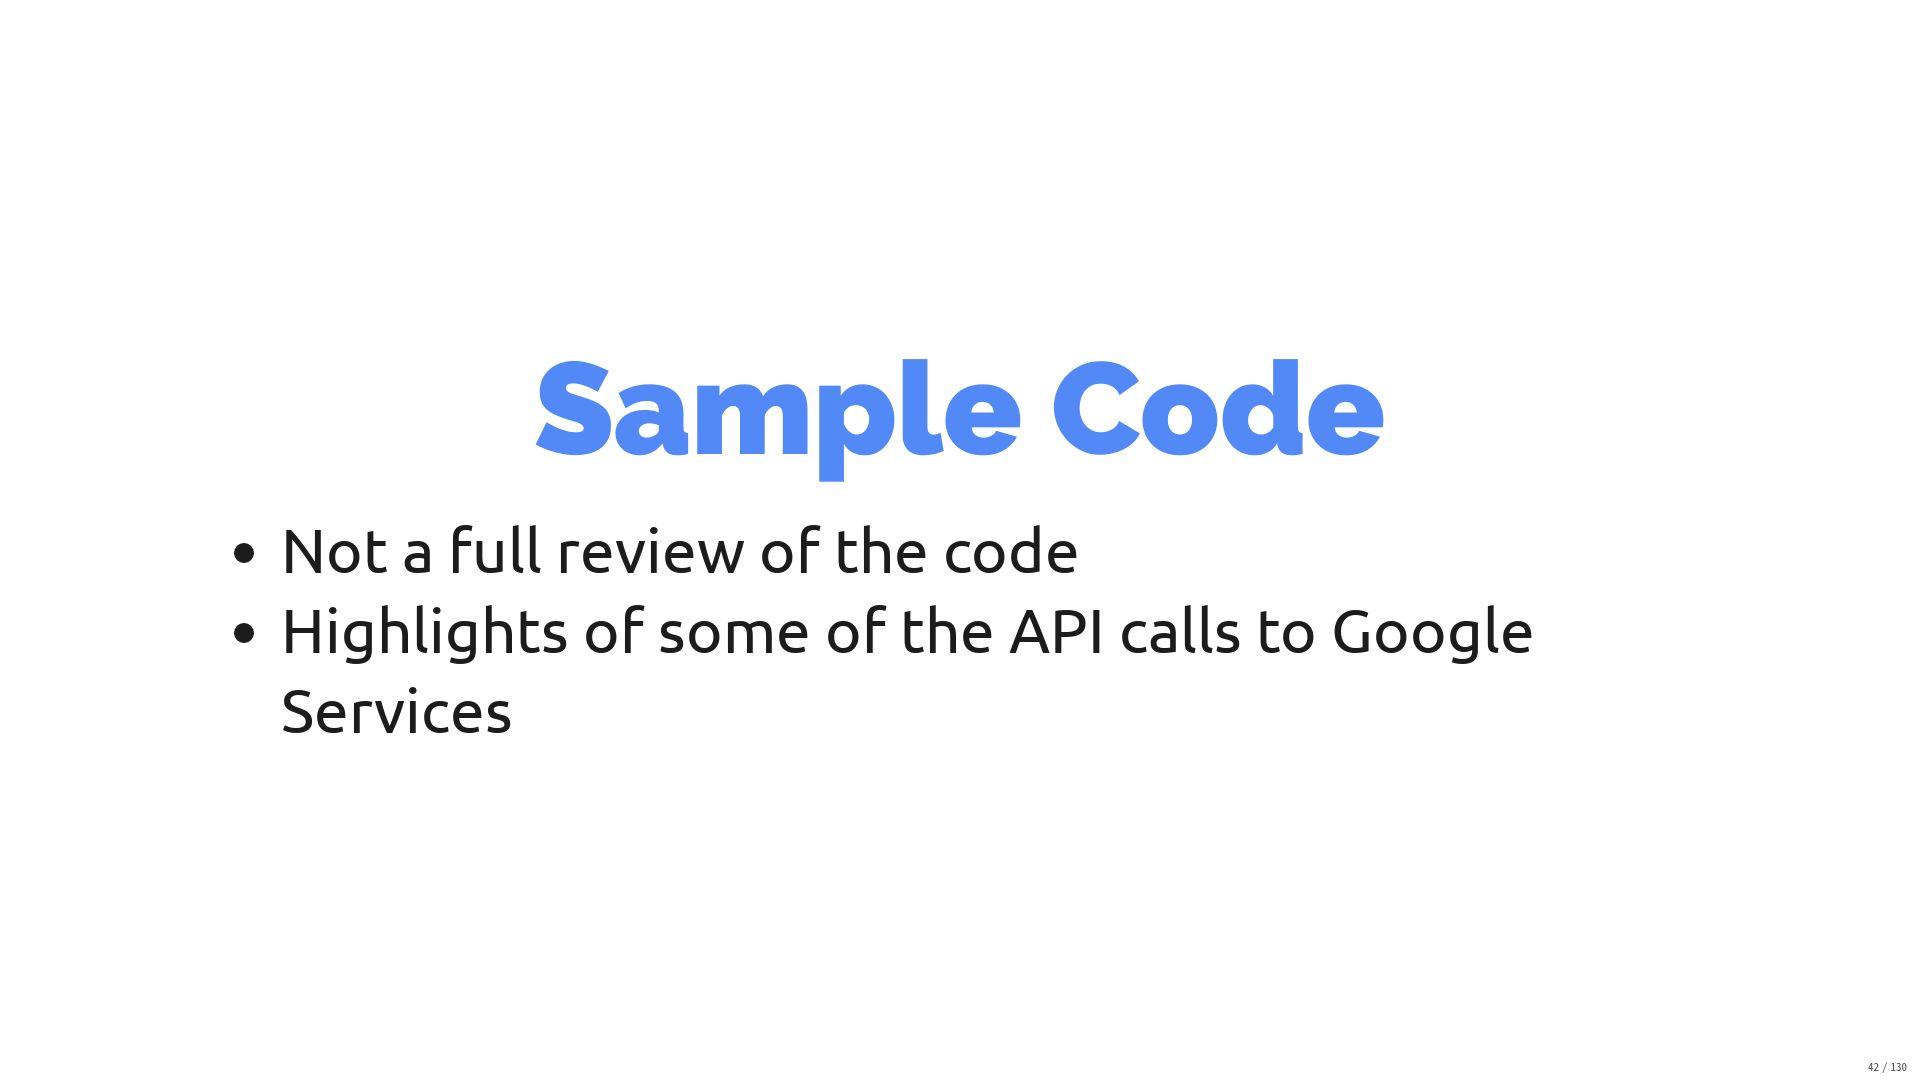 Sample Code
• Not a full review of the code
• Highlights of some of the API calls to Google
Services
42 / 130